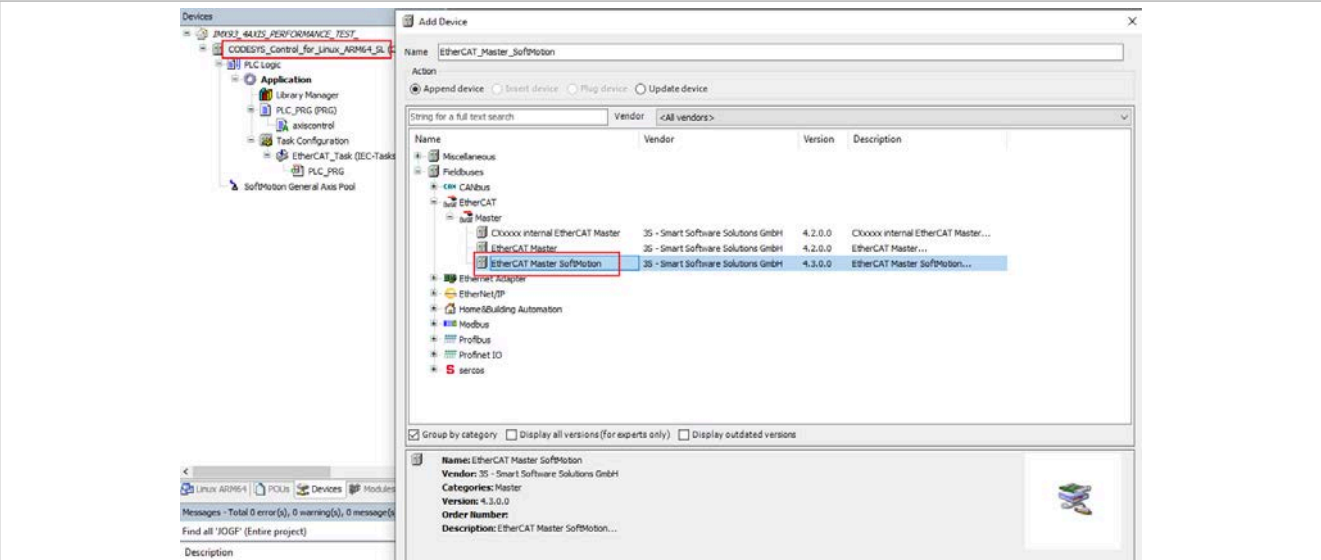 Devices
IMX93_4AXIS_PERFORMANCE_TEST_
CODESYS_Control_for_Linux_ARM64_SL
PLC Logic
Application
Library Manager
PLC_PRG (PRG)
axiscontrol
Task Configuration
EtherCAT_Task (IEC-Tasks
PLC_PRG
SoftMotion General Axis Pool
Linux ARM64 POUs Devices Modules
Messages - Total 0 error(s), 0 warning(s), 0 message(s
Find all 'JOGF' (Entire project)
Description
Add Device
Name EtherCAT_Master_SoftMotion
Action
Append device Insert device Plug device Update device
String for a full text search Vendor <All vendors>
Name Vendor Version Description
Miscellaneous
Fieldbuses
CAN CANbus
EtherCAT
Master
CXxxxx internal EtherCAT Master 3S - Smart Software Solutions GmbH 4.2.0.0 CXxxxx internal EtherCAT Master...
EtherCAT Master 3S - Smart Software Solutions GmbH 4.2.0.0 EtherCAT Master...
EtherCAT Master SoftMotion 3S - Smart Software Solutions GmbH 4.3.0.0 EtherCAT Master SoftMotion...
Ethernet Adapter
EtherNet/IP
Home&Building Automation
Modbus
Profibus
Profinet IO
S sercos
Group by category Display all versions (for experts only) Display outdated versions
Name: EtherCAT Master SoftMotion
Vendor: 3S - Smart Software Solutions GmbH
Categories: Master
Version: 4.3.0.0
Order Number:
Description: EtherCAT Master SoftMotion...